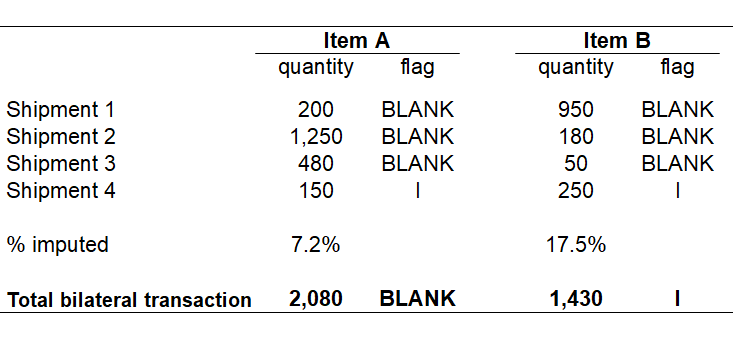 Item A Item B
quantity flag quantity flag
Shipment 1 200 BLANK 950 BLANK
Shipment 2 1,250 BLANK 180 BLANK
Shipment 3 480 BLANK 50 BLANK
Shipment 4 150 I 250 I
% imputed 7.2% 17.5%
Total bilateral transaction 2,080 BLANK 1,430 I